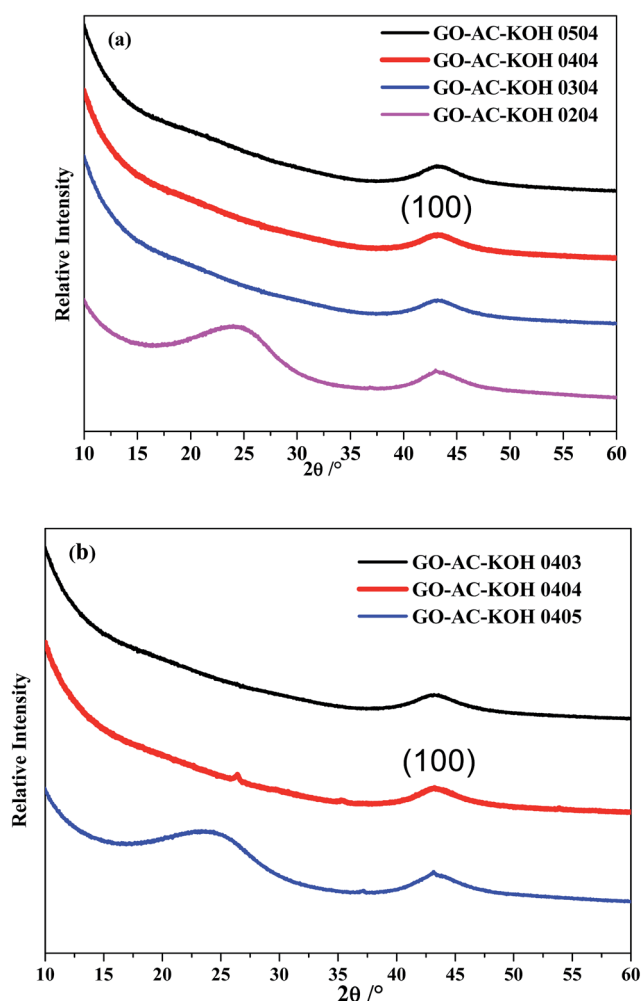 (a)
GO-AC-KOH 0504
GO-AC-KOH 0404
GO-AC-KOH 0304
GO-AC-KOH 0204
(100)
Relative Intensity
10 15 20 25 30 35 40 45 50 55 60
2θ /°
(b)
GO-AC-KOH 0403
GO-AC-KOH 0404
GO-AC-KOH 0405
(100)
Relative Intensity
10 15 20 25 30 35 40 45 50 55 60
2θ /°